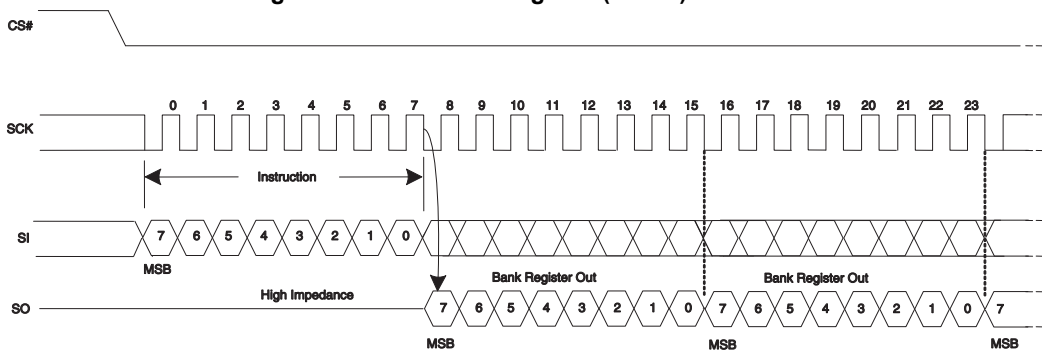 CS#
0 1 2 3 4 5 6 7 8 9 10 11 12 13 14 15 16 17 18 19 20 21 22 23
SCK
Instruction
SI 7 6 5 4 3 2 1 0
MSB
Bank Register Out Bank Register Out
High Impedance
SO 7 6 5 4 3 2 1 0 7 6 5 4 3 2 1 0 7
MSB MSB MSB